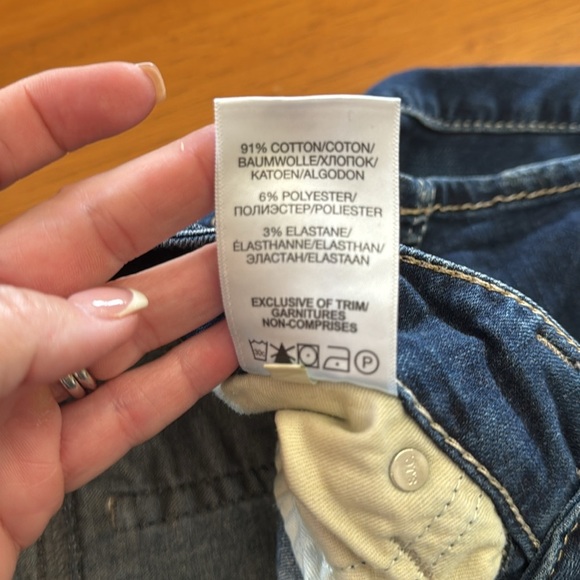 91% COTTON/COTON/
BAUMWOLLE/ХЛОПОК/
KATOEN/ALGODON
6% POLYESTER/
ПОЛИЭСТЕР/POLIESTER
3% ELASTANE/
ÉLASTHANNE/ELASTHAN/
ЭЛАСТАН/ELASTAAN
EXCLUSIVE OF TRIM/
GARNITURES
NON-COMPRISES
P